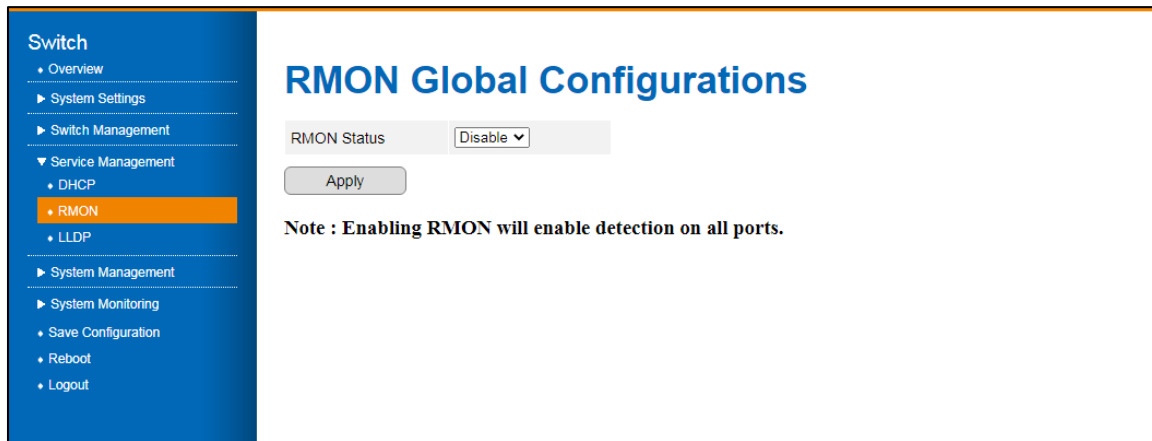 Switch
Overview
System Settings
Switch Management
Service Management
DHCP
RMON
LLDP
System Management
System Monitoring
Save Configuration
Reboot
Logout
RMON Global Configurations
RMON Status Disable
Apply
Note : Enabling RMON will enable detection on all ports.